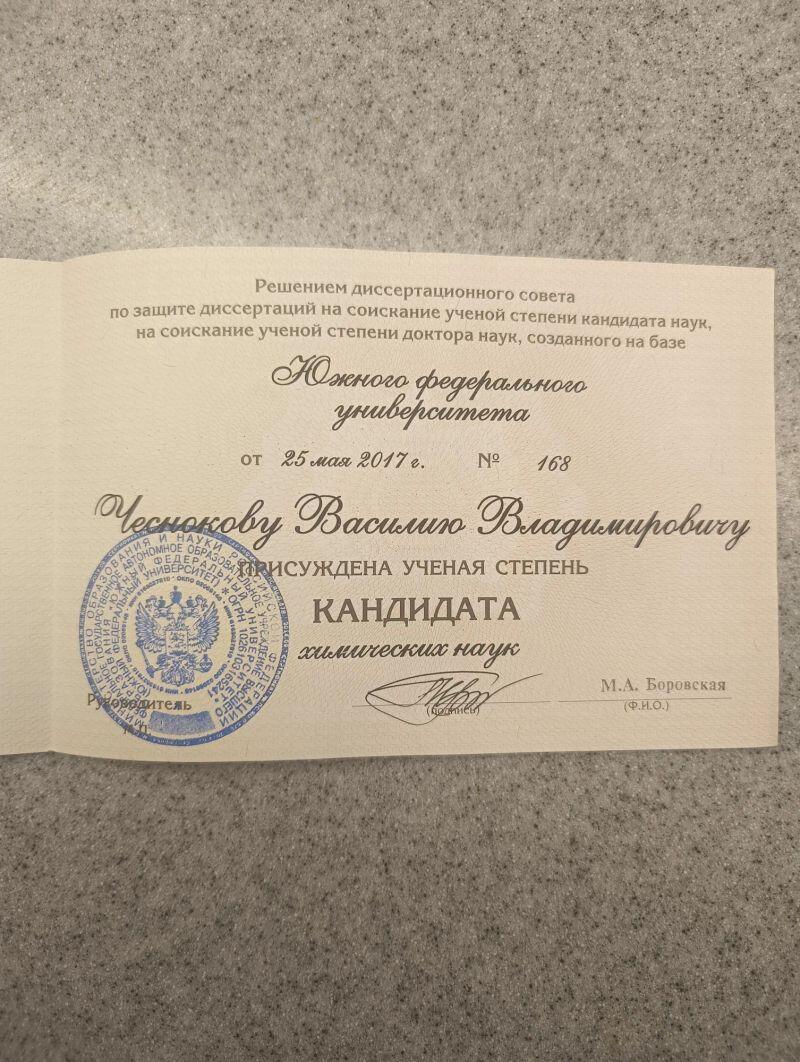 Решением диссертационного совета
по защите диссертаций на соискание ученой степени кандидата наук,
на соискание ученой степени доктора наук, созданного на базе
Южного федерального
университета
от 25 мая 2017 г. № 168
Чеснокову Василию Владимировичу
ПРИСУЖДЕНА УЧЕНАЯ СТЕПЕНЬ
КАНДИДАТА
химических наук
Руководитель
М.А. Боровская
(подпись)
(Ф.И.О.)